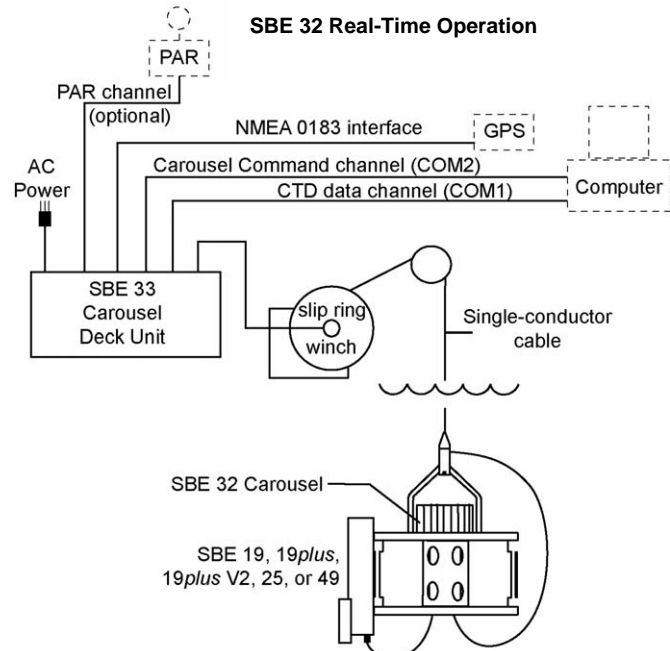 SBE 32 Real-Time Operation
PAR
PAR channel
(optional)
NMEA 0183 interface
GPS
Carousel Command channel (COM2)
CTD data channel (COM1)
Computer
AC
Power
SBE 33
Carousel
Deck Unit
slip ring
winch
Single-conductor
cable
SBE 32 Carousel
SBE 19, 19plus,
19plus V2, 25, or 49